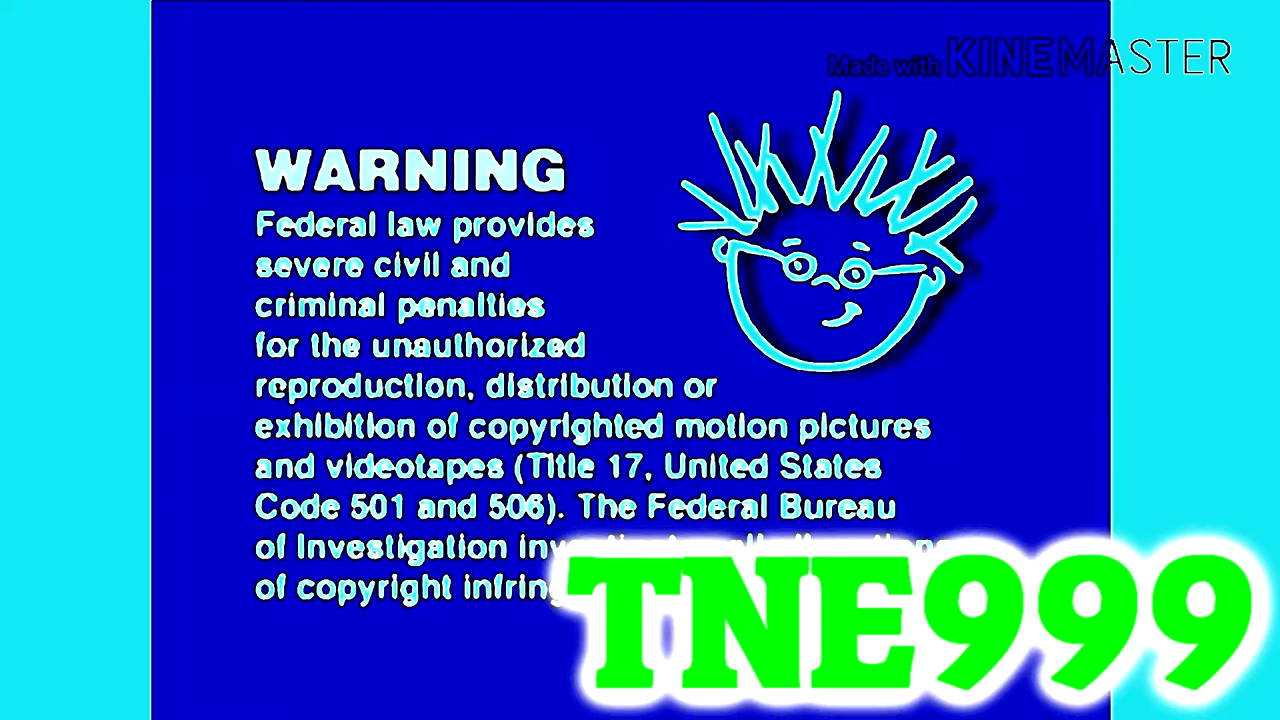 Made with KINEMASTER
WARNING
Federal law provides
severe civil and
criminal penalties
for the unauthorized
reproduction, distribution or
exhibition of copyrighted motion pictures
and videotapes (Title 17, United States
Code 501 and 506). The Federal Bureau
of Investigation
of copyright
TNE999